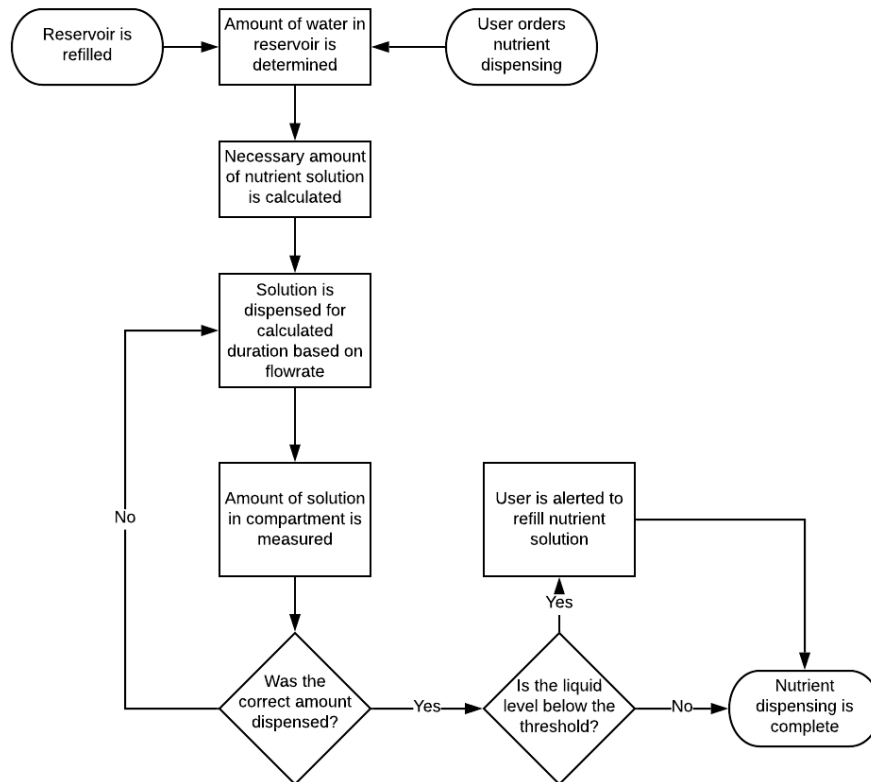 Reservoir is
refilled
Amount of water in
reservoir is
determined
User orders
nutrient
dispensing
Necessary amount
of nutrient solution
is calculated
Solution is
dispensed for
calculated
duration based on
flowrate
Amount of solution
in compartment is
measured
User is alerted to
refill nutrient
solution
No
Yes
Was the
correct amount
dispensed?
Yes
Is the liquid
level below the
threshold?
No
Nutrient
dispensing is
complete